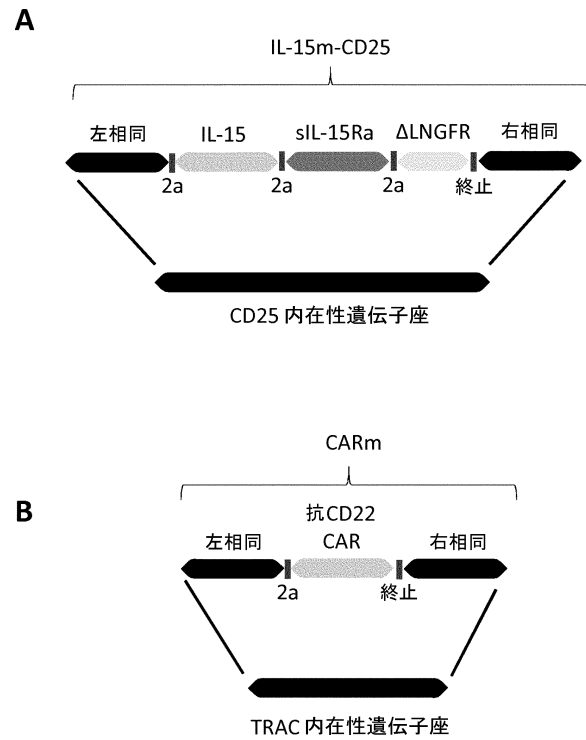 A
IL-15m-CD25
左相同 IL-15 sIL-15Ra ΔLNGFR 右相同
2a 2a 2a 終止
CD25 内在性遺伝子座
CARm
B
抗CD22
左相同 CAR 右相同
2a 終止
TRAC 内在性遺伝子座